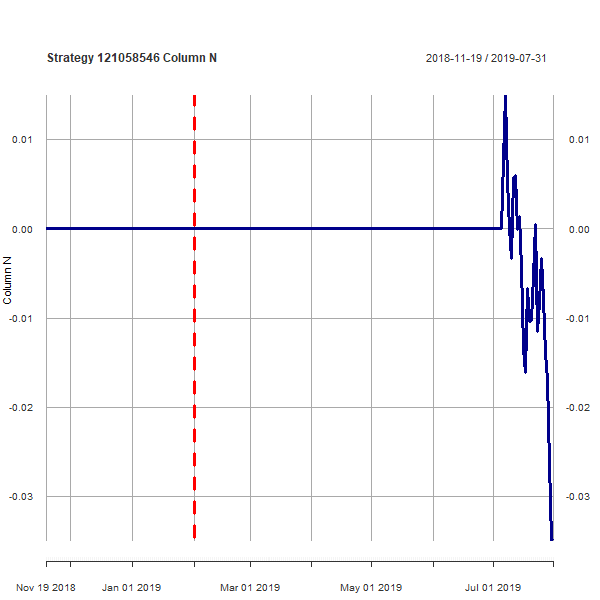 Strategy 121058546 Column N 2018-11-19 / 2019-07-31
0.01 0.01
0.00 0.00
Column N
-0.01 -0.01
-0.02 -0.02
-0.03 -0.03
Nov 19 2018 Jan 01 2019 Mar 01 2019 May 01 2019 Jul 01 2019